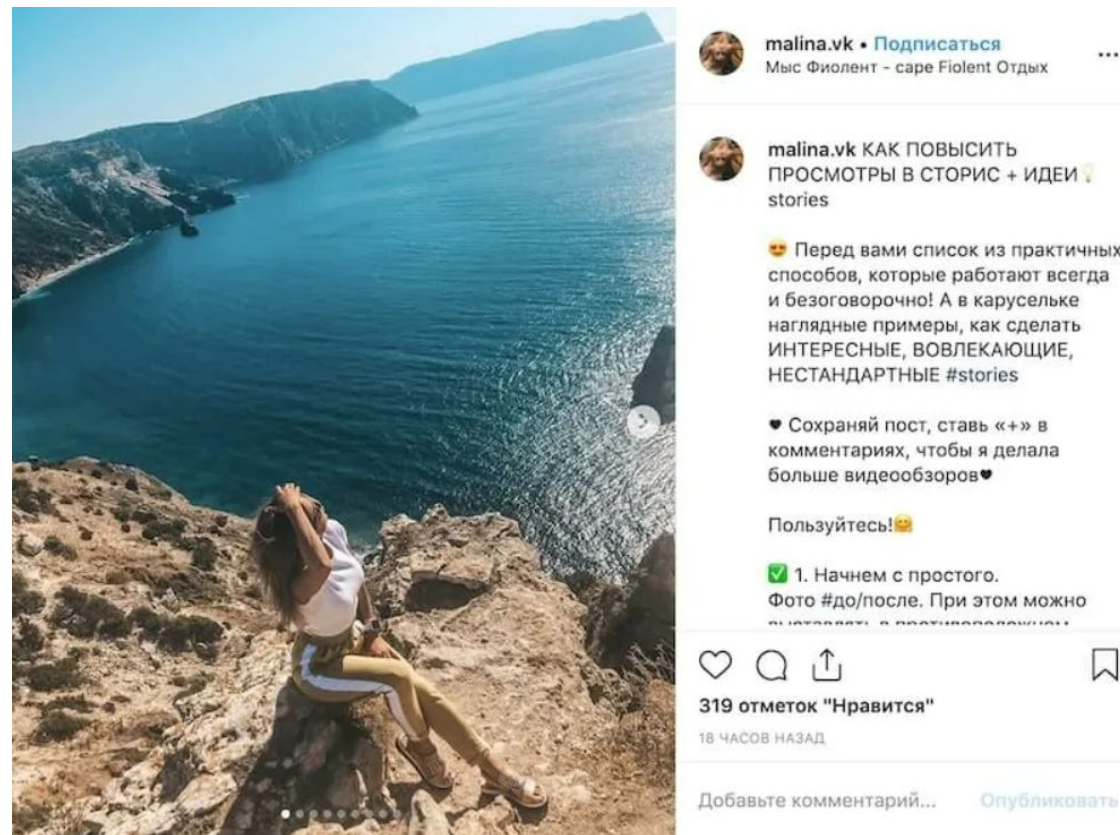 malina.vk • Подписаться
Мыс Фиолент - cape Fiolent Отдых
malina.vk КАК ПОВЫСИТЬ
ПРОСМОТРЫ В СТОРИС + ИДЕИ💡
stories
😍 Перед вами список из практичных
способов, которые работают всегда
и безоговорочно! А в карусельке
наглядные примеры, как сделать
ИНТЕРЕСНЫЕ, ВОВЛЕКАЮЩИЕ,
НЕСТАНДАРТНЫЕ #stories
🖤 Сохраняй пост, ставь «+» в
комментариях, чтобы я делала
больше видеообзоров🖤
Пользуйтесь!🤗
✅ 1. Начнем с простого.
Фото #до/после. При этом можно
выставлять в противоположном
319 отметок "Нравится"
18 ЧАСОВ НАЗАД
Добавьте комментарий...
Опубликовать